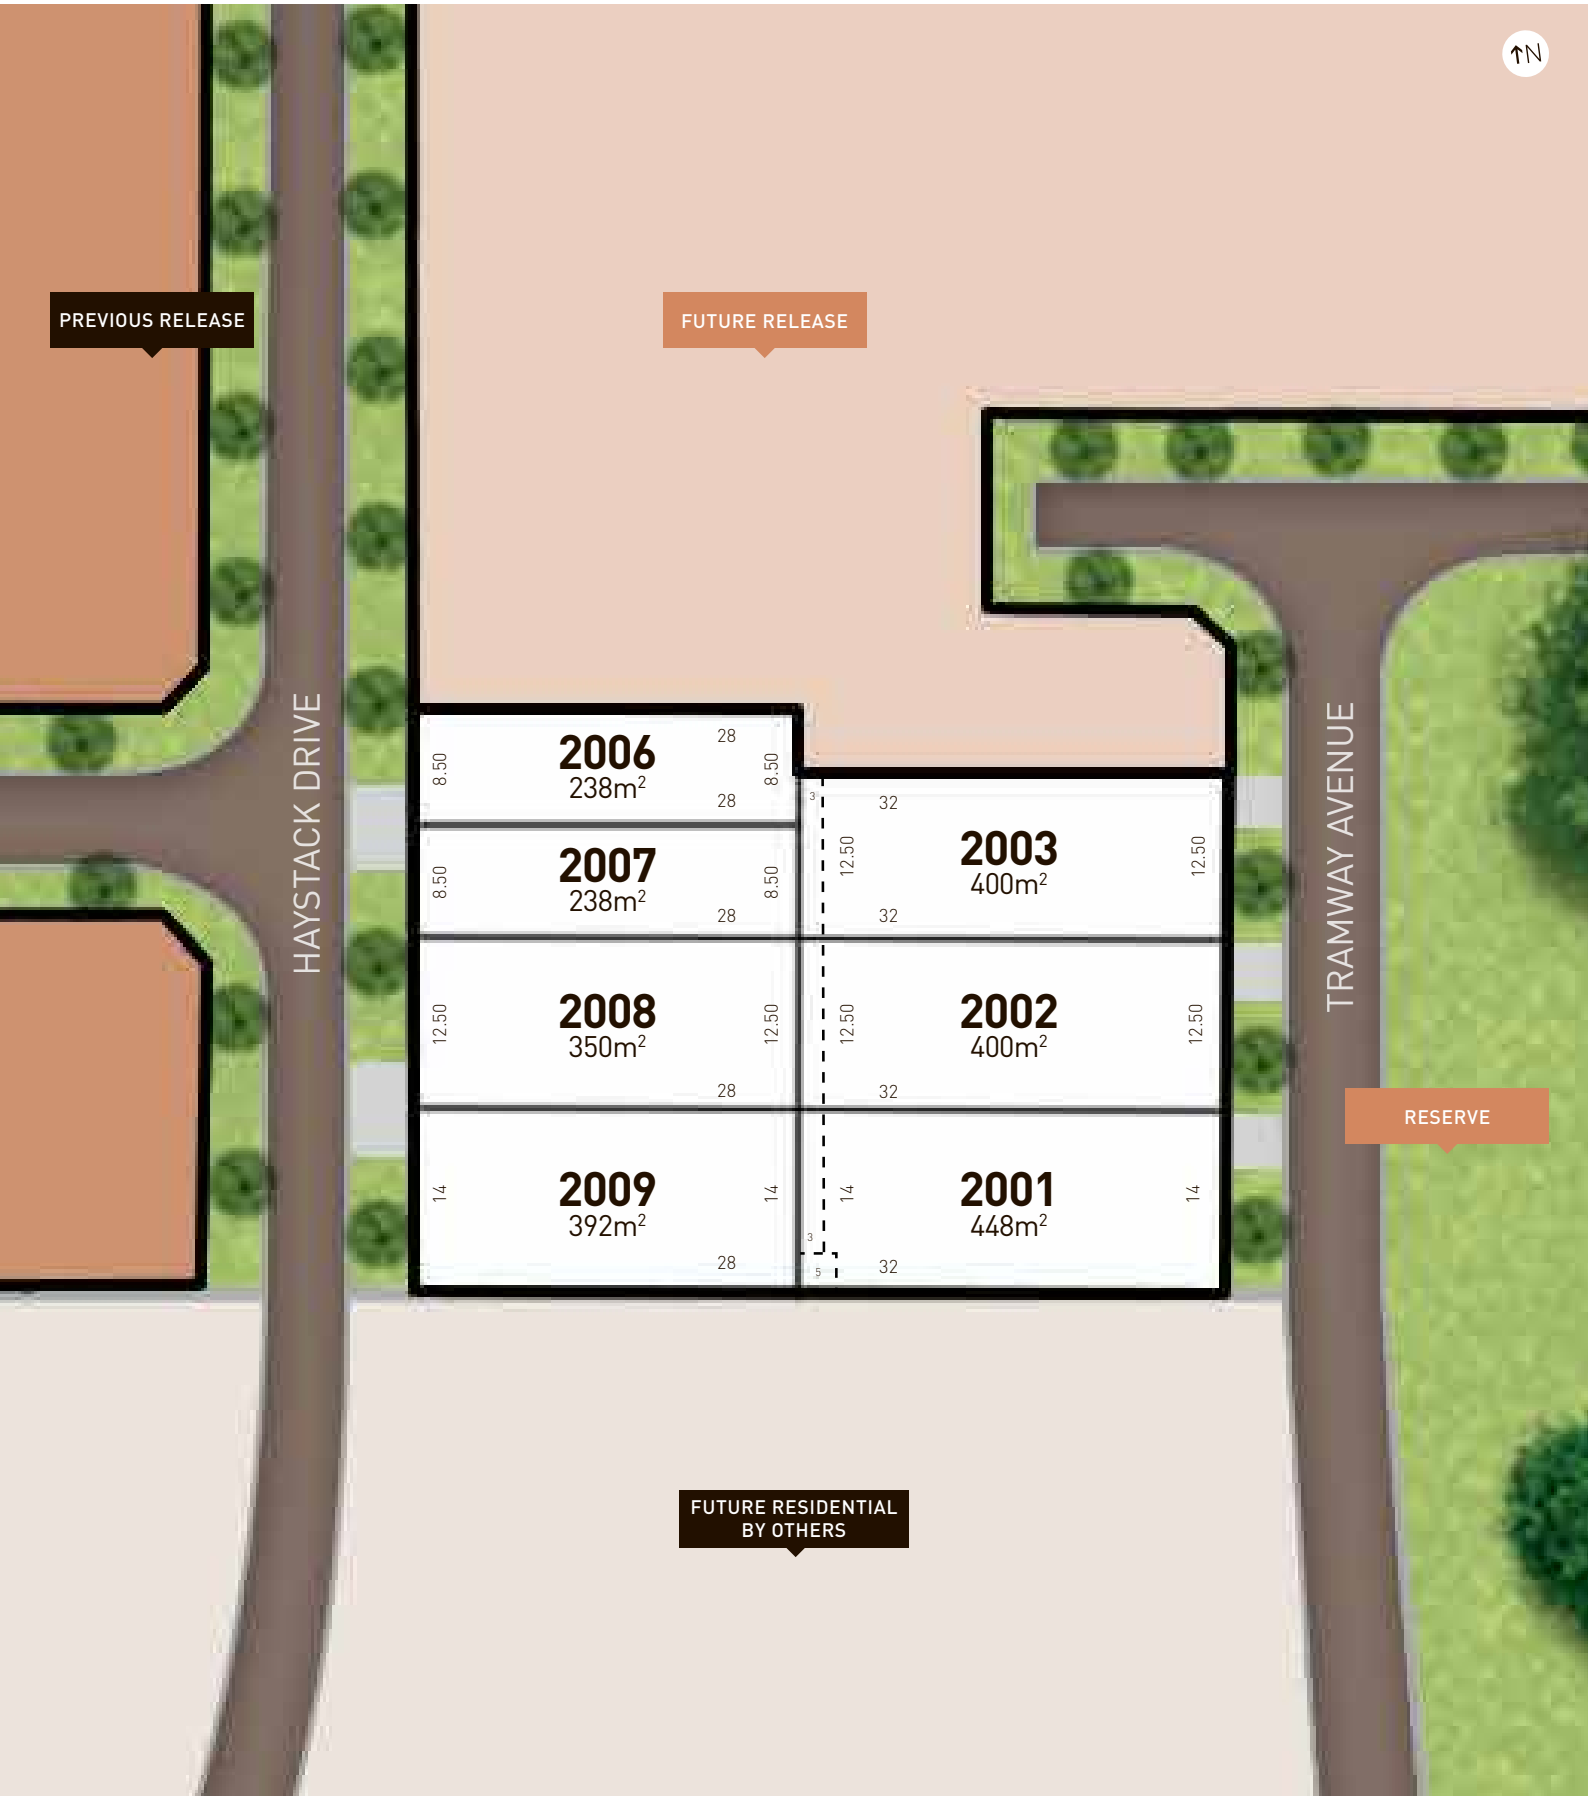 ↑N
PREVIOUS RELEASE
FUTURE RELEASE
HAYSTACK DRIVE
TRAMWAY AVENUE
28
2006
238m²
8.50
8.50
28
2007
238m²
8.50
8.50
28
2008
350m²
12.50
12.50
28
2009
392m²
14
14
28
3
32
2003
400m²
12.50
12.50
32
2002
400m²
12.50
12.50
32
2001
448m²
14
14
3
5
32
RESERVE
FUTURE RESIDENTIAL
BY OTHERS